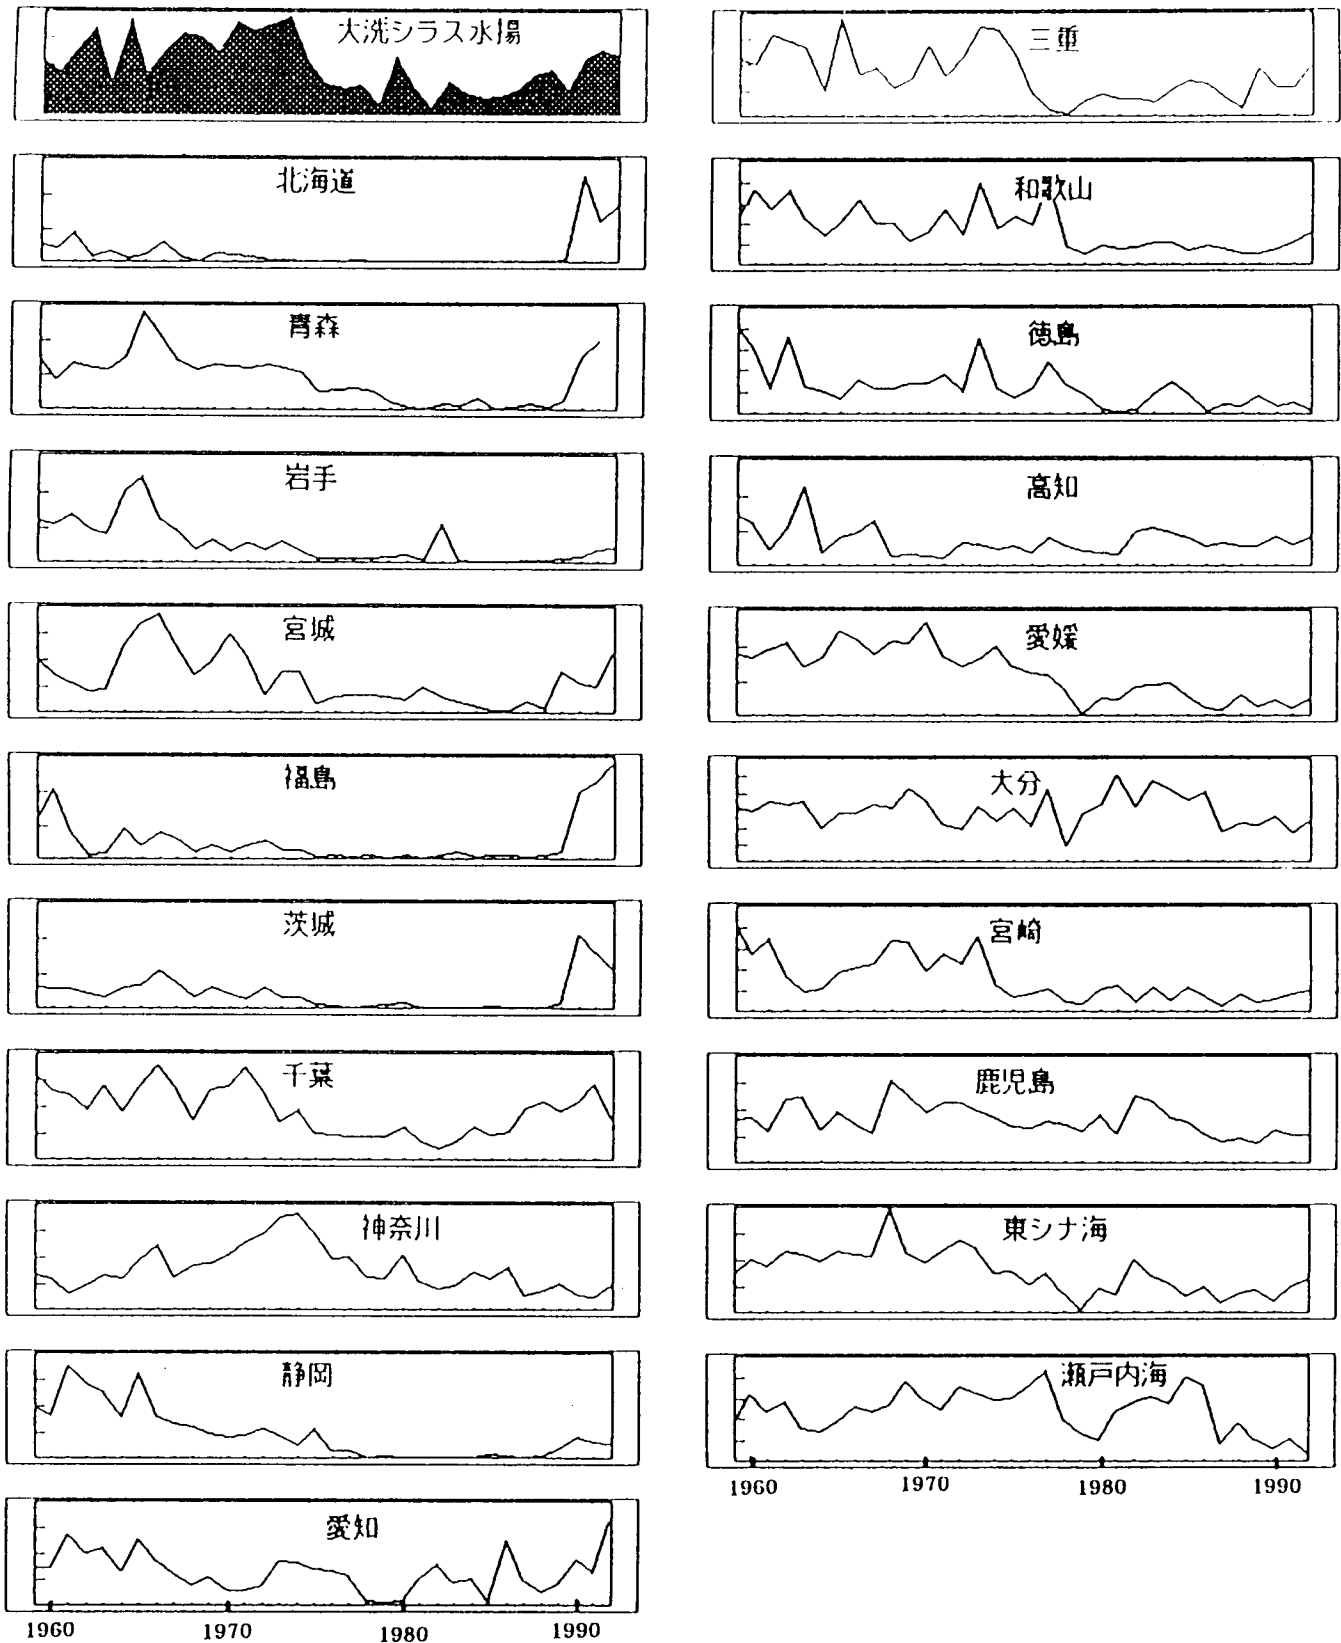 大洗シラス水揚
北海道
青森
岩手
宮城
福島
茨城
千葉
神奈川
静岡
愛知
1960 1970 1980 1990
三重
和歌山
徳島
高知
愛媛
大分
宮崎
鹿児島
東シナ海
瀬戸内海
1960 1970 1980 1990